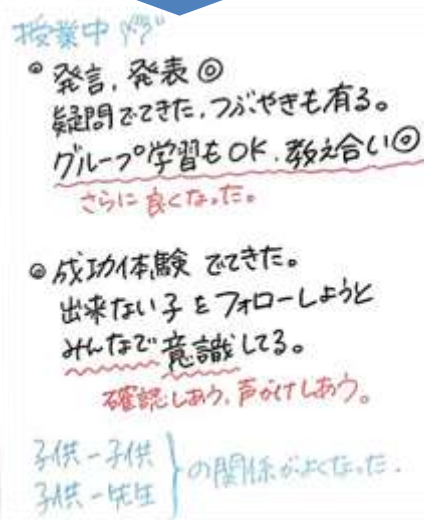 授業中
◦発言,発表◎
疑問でてきた,つぶやきも有る。
グループ学習もOK.教え合い◎
さらに良くなった。
◎成功体験でてきた。
出来ない子をフォローしようと
みんなで意識してる。
確認しあう,声かけしあう。
子供-子供
子供-先生
の関係がよくなった.